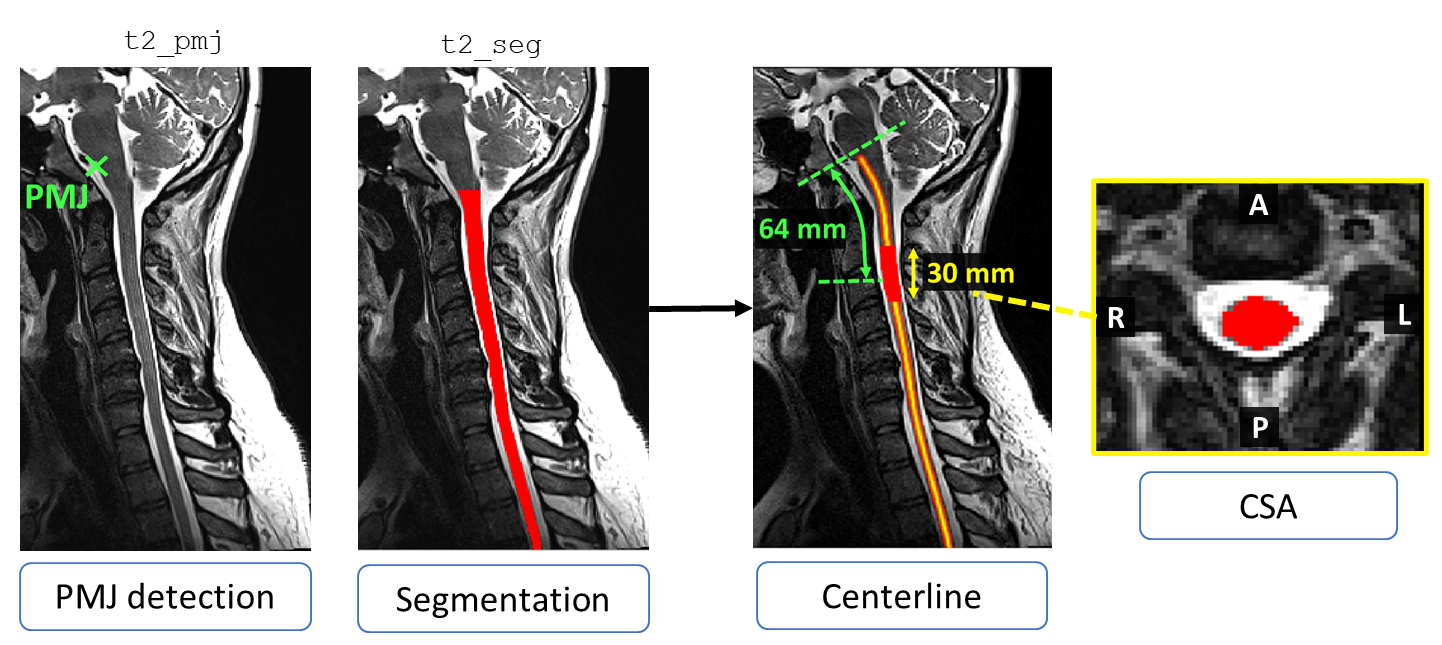 t2_pmj
t2_seg
PMJ
64 mm
30 mm
A
R
L
P
PMJ detection
Segmentation
Centerline
CSA